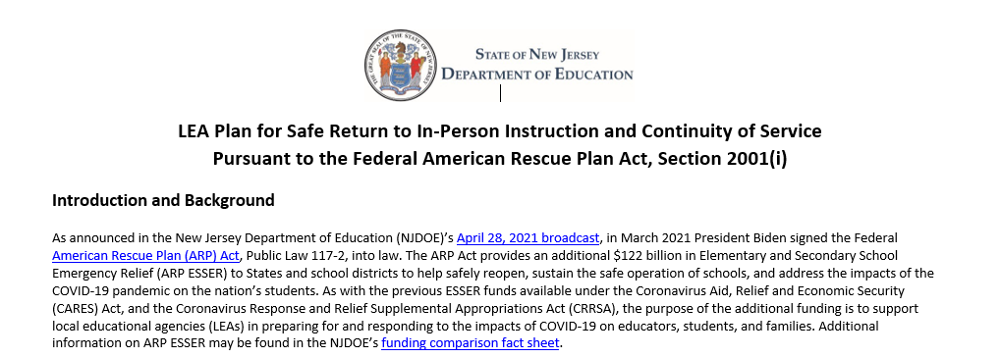 THE GREAT SEAL OF THE STATE OF NEW JERSEY
STATE OF NEW JERSEY
DEPARTMENT OF EDUCATION
LEA Plan for Safe Return to In-Person Instruction and Continuity of Service
Pursuant to the Federal American Rescue Plan Act, Section 2001(i)
Introduction and Background
As announced in the New Jersey Department of Education (NJDOE)’s April 28, 2021 broadcast, in March 2021 President Biden signed the Federal
American Rescue Plan (ARP) Act, Public Law 117-2, into law. The ARP Act provides an additional $122 billion in Elementary and Secondary School
Emergency Relief (ARP ESSER) to States and school districts to help safely reopen, sustain the safe operation of schools, and address the impacts of the
COVID-19 pandemic on the nation’s students. As with the previous ESSER funds available under the Coronavirus Aid, Relief and Economic Security
(CARES) Act, and the Coronavirus Response and Relief Supplemental Appropriations Act (CRRSA), the purpose of the additional funding is to support
local educational agencies (LEAs) in preparing for and responding to the impacts of COVID-19 on educators, students, and families. Additional
information on ARP ESSER may be found in the NJDOE’s funding comparison fact sheet.